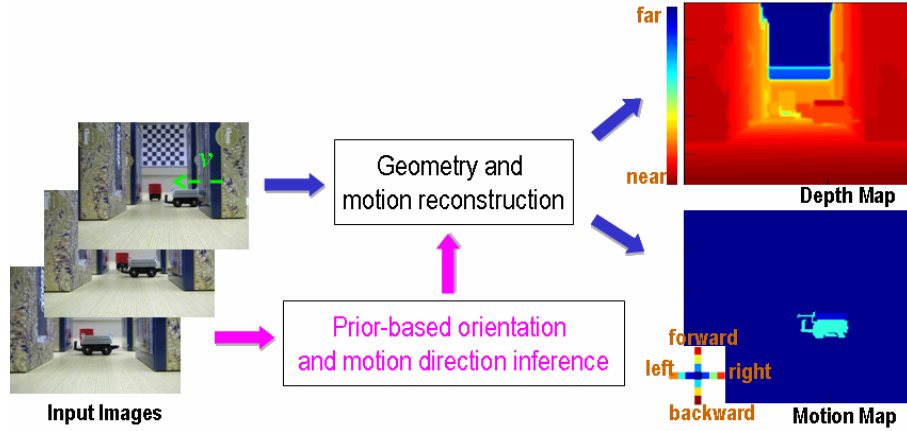 far
near
Depth Map
v
Geometry and
motion reconstruction
Prior-based orientation
and motion direction inference
Input Images
forward
left
right
backward
Motion Map